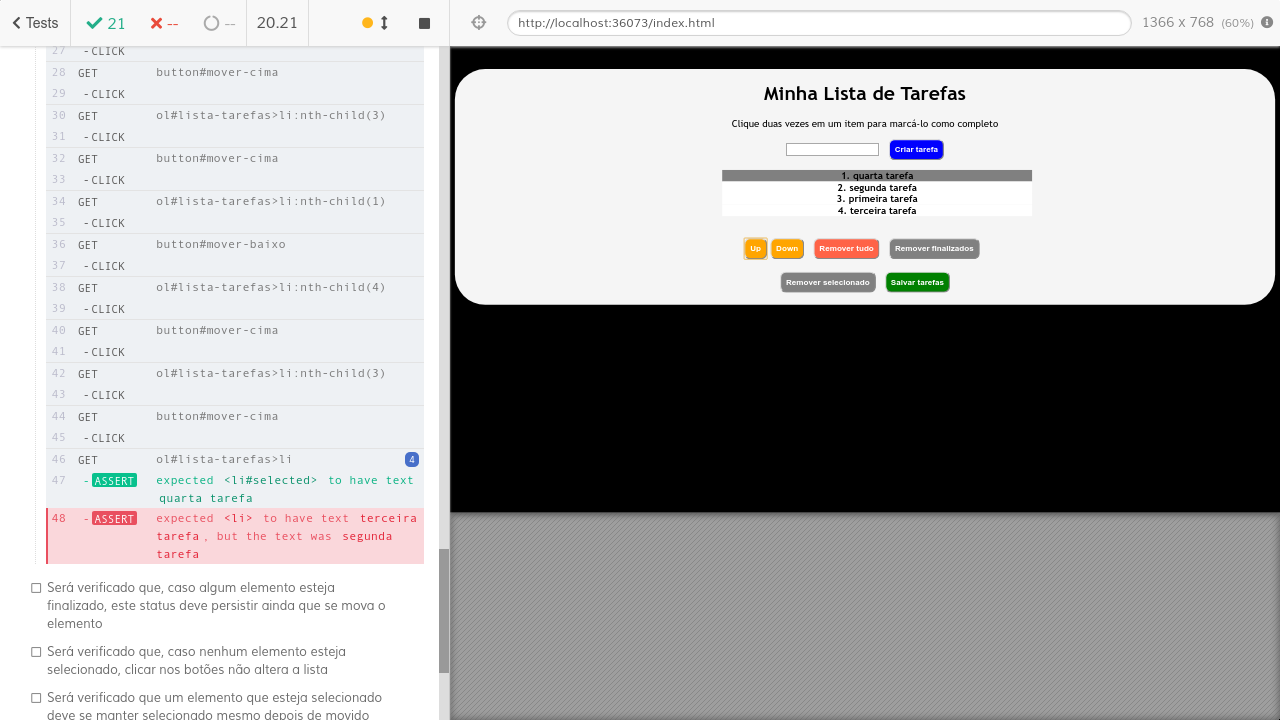 Tests
21
--
--
20.21
http://localhost:36073/index.html
1366 x 768 (60%)
27 -CLICK
28 GET button#mover-cima
29 -CLICK
30 GET ol#lista-tarefas>li:nth-child(3)
31 -CLICK
32 GET button#mover-cima
33 -CLICK
34 GET ol#lista-tarefas>li:nth-child(1)
35 -CLICK
36 GET button#mover-baixo
37 -CLICK
38 GET ol#lista-tarefas>li:nth-child(4)
39 -CLICK
40 GET button#mover-cima
41 -CLICK
42 GET ol#lista-tarefas>li:nth-child(3)
43 -CLICK
44 GET button#mover-cima
45 -CLICK
46 GET ol#lista-tarefas>li 4
47 -ASSERT expected <li#selected> to have text
quarta tarefa
48 -ASSERT expected <li> to have text terceira
tarefa, but the text was segunda
tarefa
Será verificado que, caso algum elemento esteja
finalizado, este status deve persistir ainda que se mova o
elemento
Será verificado que, caso nenhum elemento esteja
selecionado, clicar nos botões não altera a lista
Será verificado que um elemento que esteja selecionado
deve se manter selecionado mesmo depois de movido
Minha Lista de Tarefas
Clique duas vezes em um item para marcá-lo como completo
Criar tarefa
1. quarta tarefa
2. segunda tarefa
3. primeira tarefa
4. terceira tarefa
Up Down Remover tudo Remover finalizados
Remover selecionado Salvar tarefas